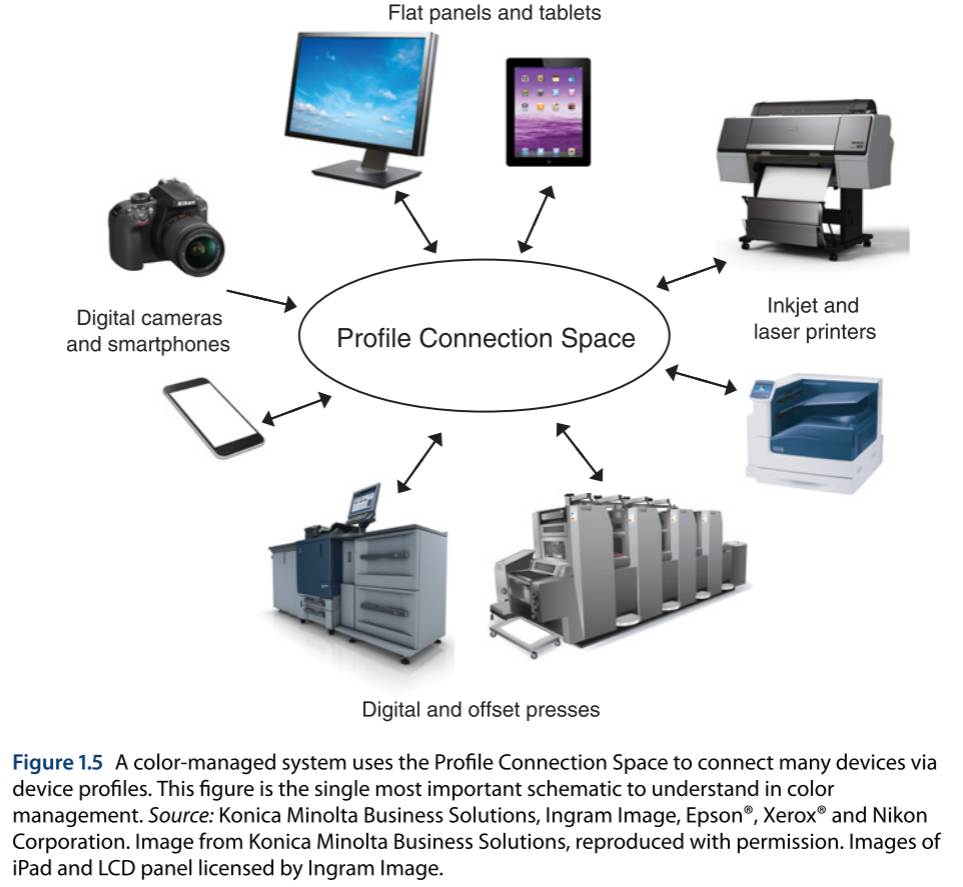 Flat panels and tablets
Nikon
Digital cameras
and smartphones
Profile Connection Space
Inkjet and
laser printers
Digital and offset presses
Figure 1.5 A color-managed system uses the Profile Connection Space to connect many devices via
device profiles. This figure is the single most important schematic to understand in color
management. Source: Konica Minolta Business Solutions, Ingram Image, Epson®, Xerox® and Nikon
Corporation. Image from Konica Minolta Business Solutions, reproduced with permission. Images of
iPad and LCD panel licensed by Ingram Image.